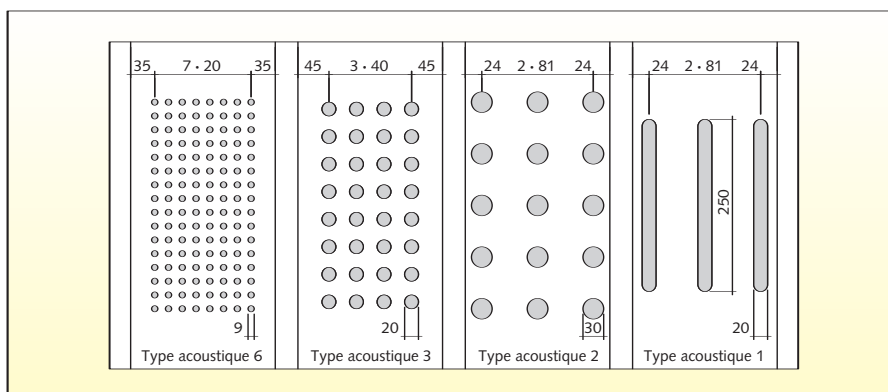 35 7 • 20 35 45 3 • 40 45 24 2 • 81 24 24 2 • 81 24
250
9 20 30 20
Type acoustique 6 Type acoustique 3 Type acoustique 2 Type acoustique 1